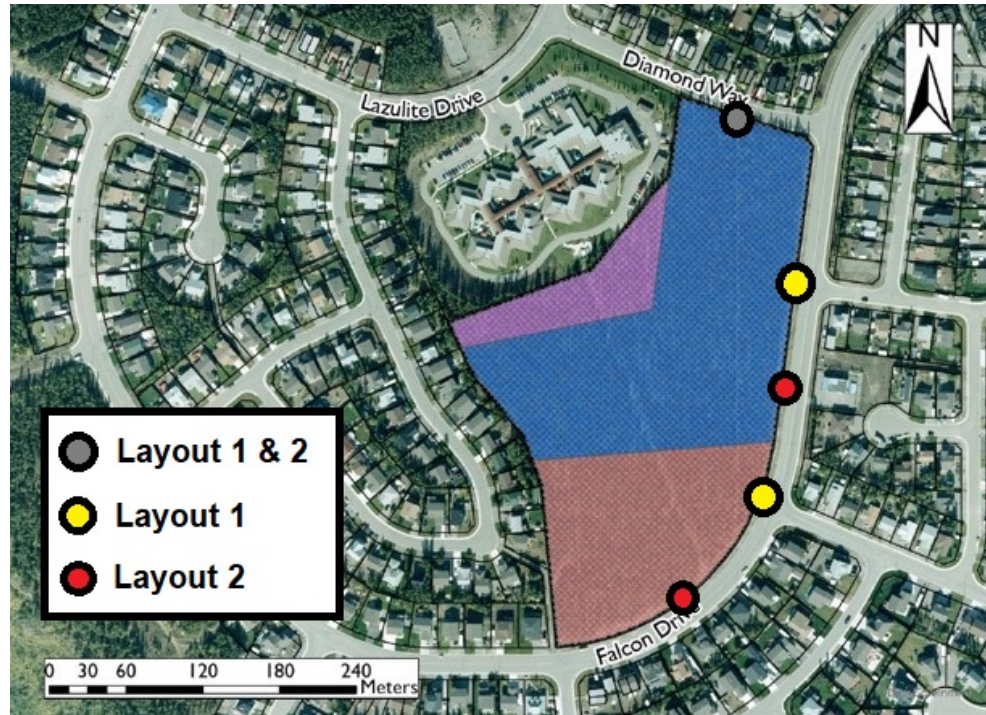 Diamond Way
N
Lazulite Drive
Layout 1 & 2
Layout 1
Layout 2
Falcon Drive
0 30 60 120 180 240
Meters